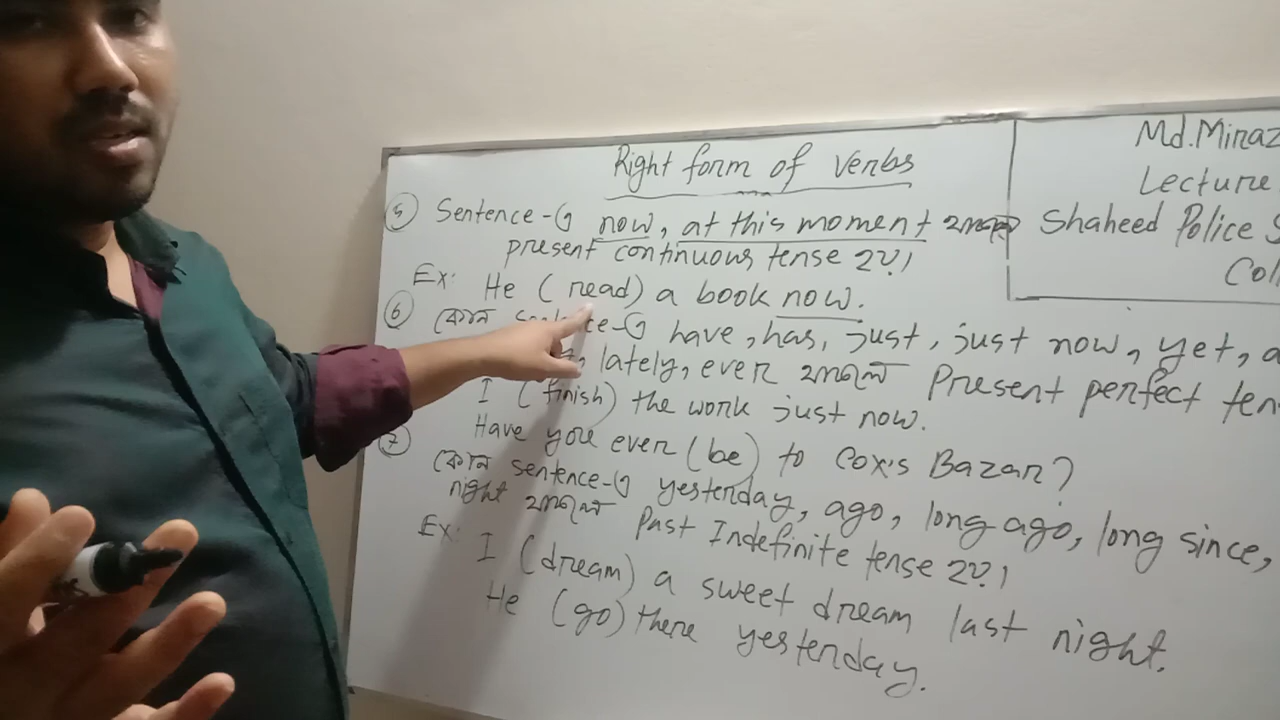 Right form of verbs
৫ Sentence-এ now, at this moment থাকলে
present continuous tense হয়।
Ex: He (read) a book now.
6 কোন sentence-এ have, has, just, just now, yet,
lately, ever থাকলে Present perfect ten
I (finish) the work just now.
Have you ever (be) to Cox's Bazar?
7 কোন sentence-এ yesterday, ago, long ago, long since,
night থাকলে Past Indefinite tense হয়।
Ex: I (dream) a sweet dream last night.
He (go) there yesterday.
Md.Minaz
Lecture
Shaheed Police S
Col